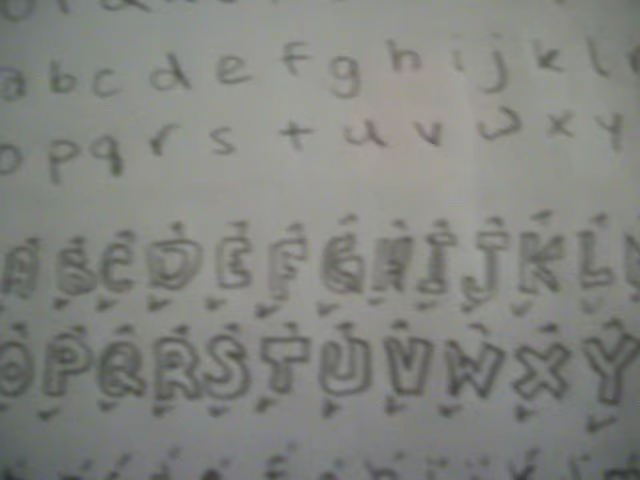 a b c d e f g h i j k l
o p q r s t u v w x y
A B C D E F G H I J K L
O P Q R S T U V W X Y